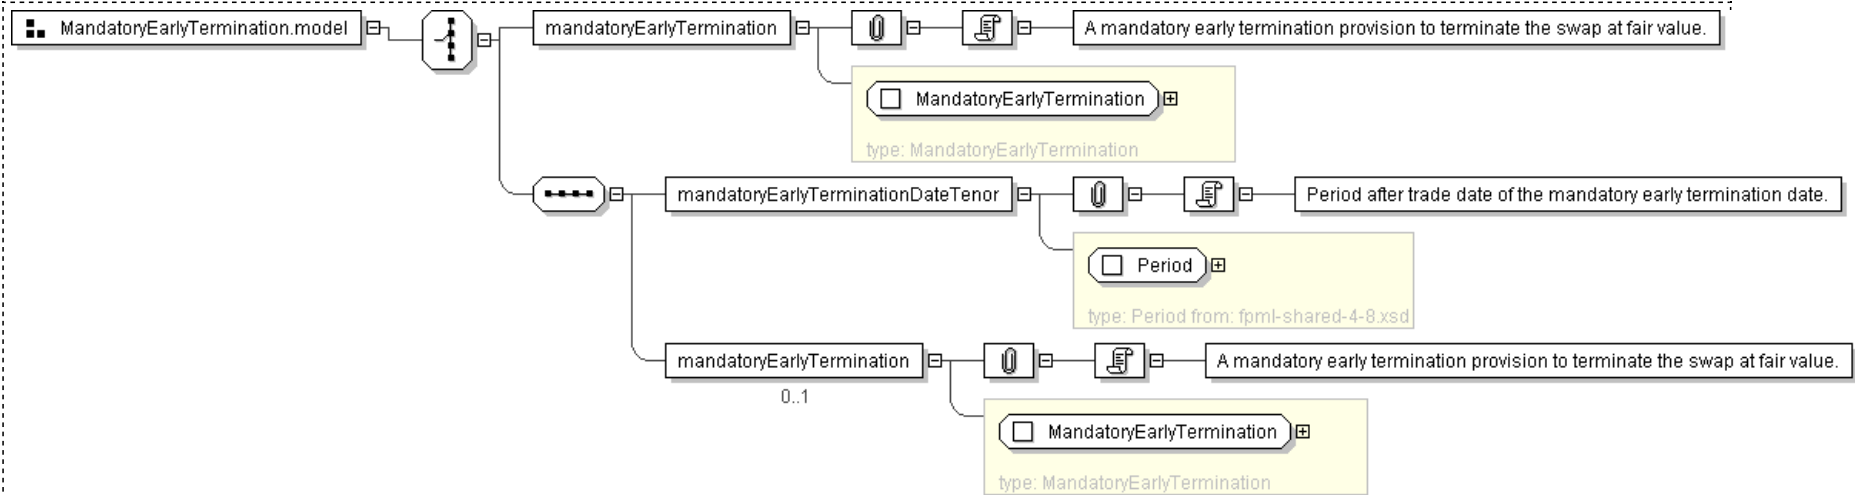 MandatoryEarlyTermination.model
mandatoryEarlyTermination
A mandatory early termination provision to terminate the swap at fair value.
MandatoryEarlyTermination
type: MandatoryEarlyTermination
mandatoryEarlyTerminationDateTenor
Period after trade date of the mandatory early termination date.
Period
type: Period from: fpml-shared-4-8.xsd
mandatoryEarlyTermination
A mandatory early termination provision to terminate the swap at fair value.
0..1
MandatoryEarlyTermination
type: MandatoryEarlyTermination